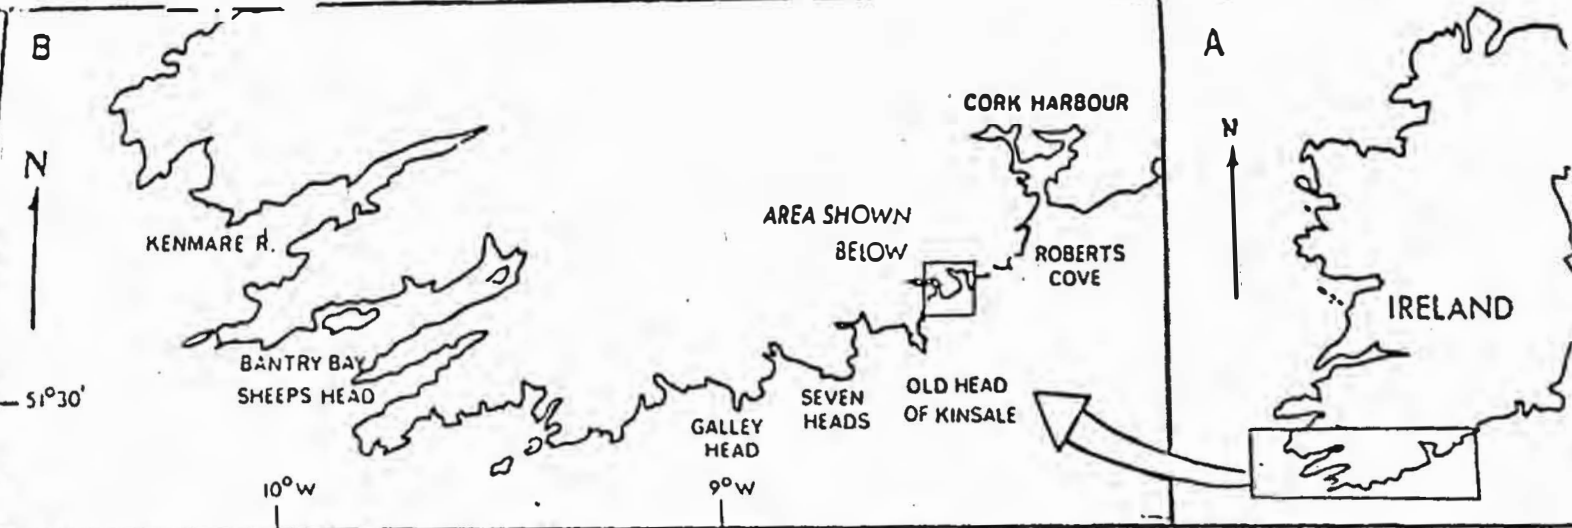 B
N
CORK HARBOUR
AREA SHOWN
BELOW
KENMARE R.
ROBERTS
COVE
BANTRY BAY
SHEEPS HEAD
51°30'
SEVEN
HEADS
OLD HEAD
OF KINSALE
GALLEY
HEAD
10°W
9°W
A
N
IRELAND